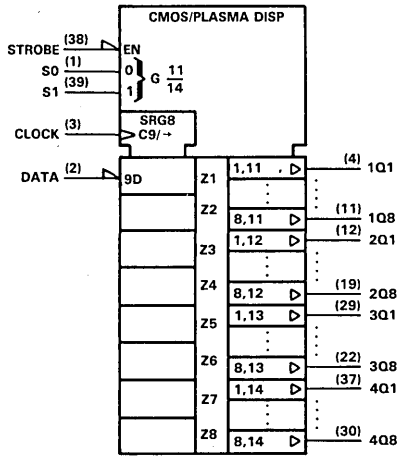 CMOS/PLASMA DISP
STROBE (38) EN
S0 (1) 0
G 11/14
S1 (39) 1
SRG8
CLOCK (3) C9/→
DATA (2) 9D
Z1 1,11 (4) 1Q1
Z2 8,11 (11) 1Q8
1,12 (12) 2Q1
Z3
Z4 8,12 (19) 2Q8
1,13 (29) 3Q1
Z5
Z6 8,13 (22) 3Q8
1,14 (37) 4Q1
Z7
Z8 8,14 (30) 4Q8